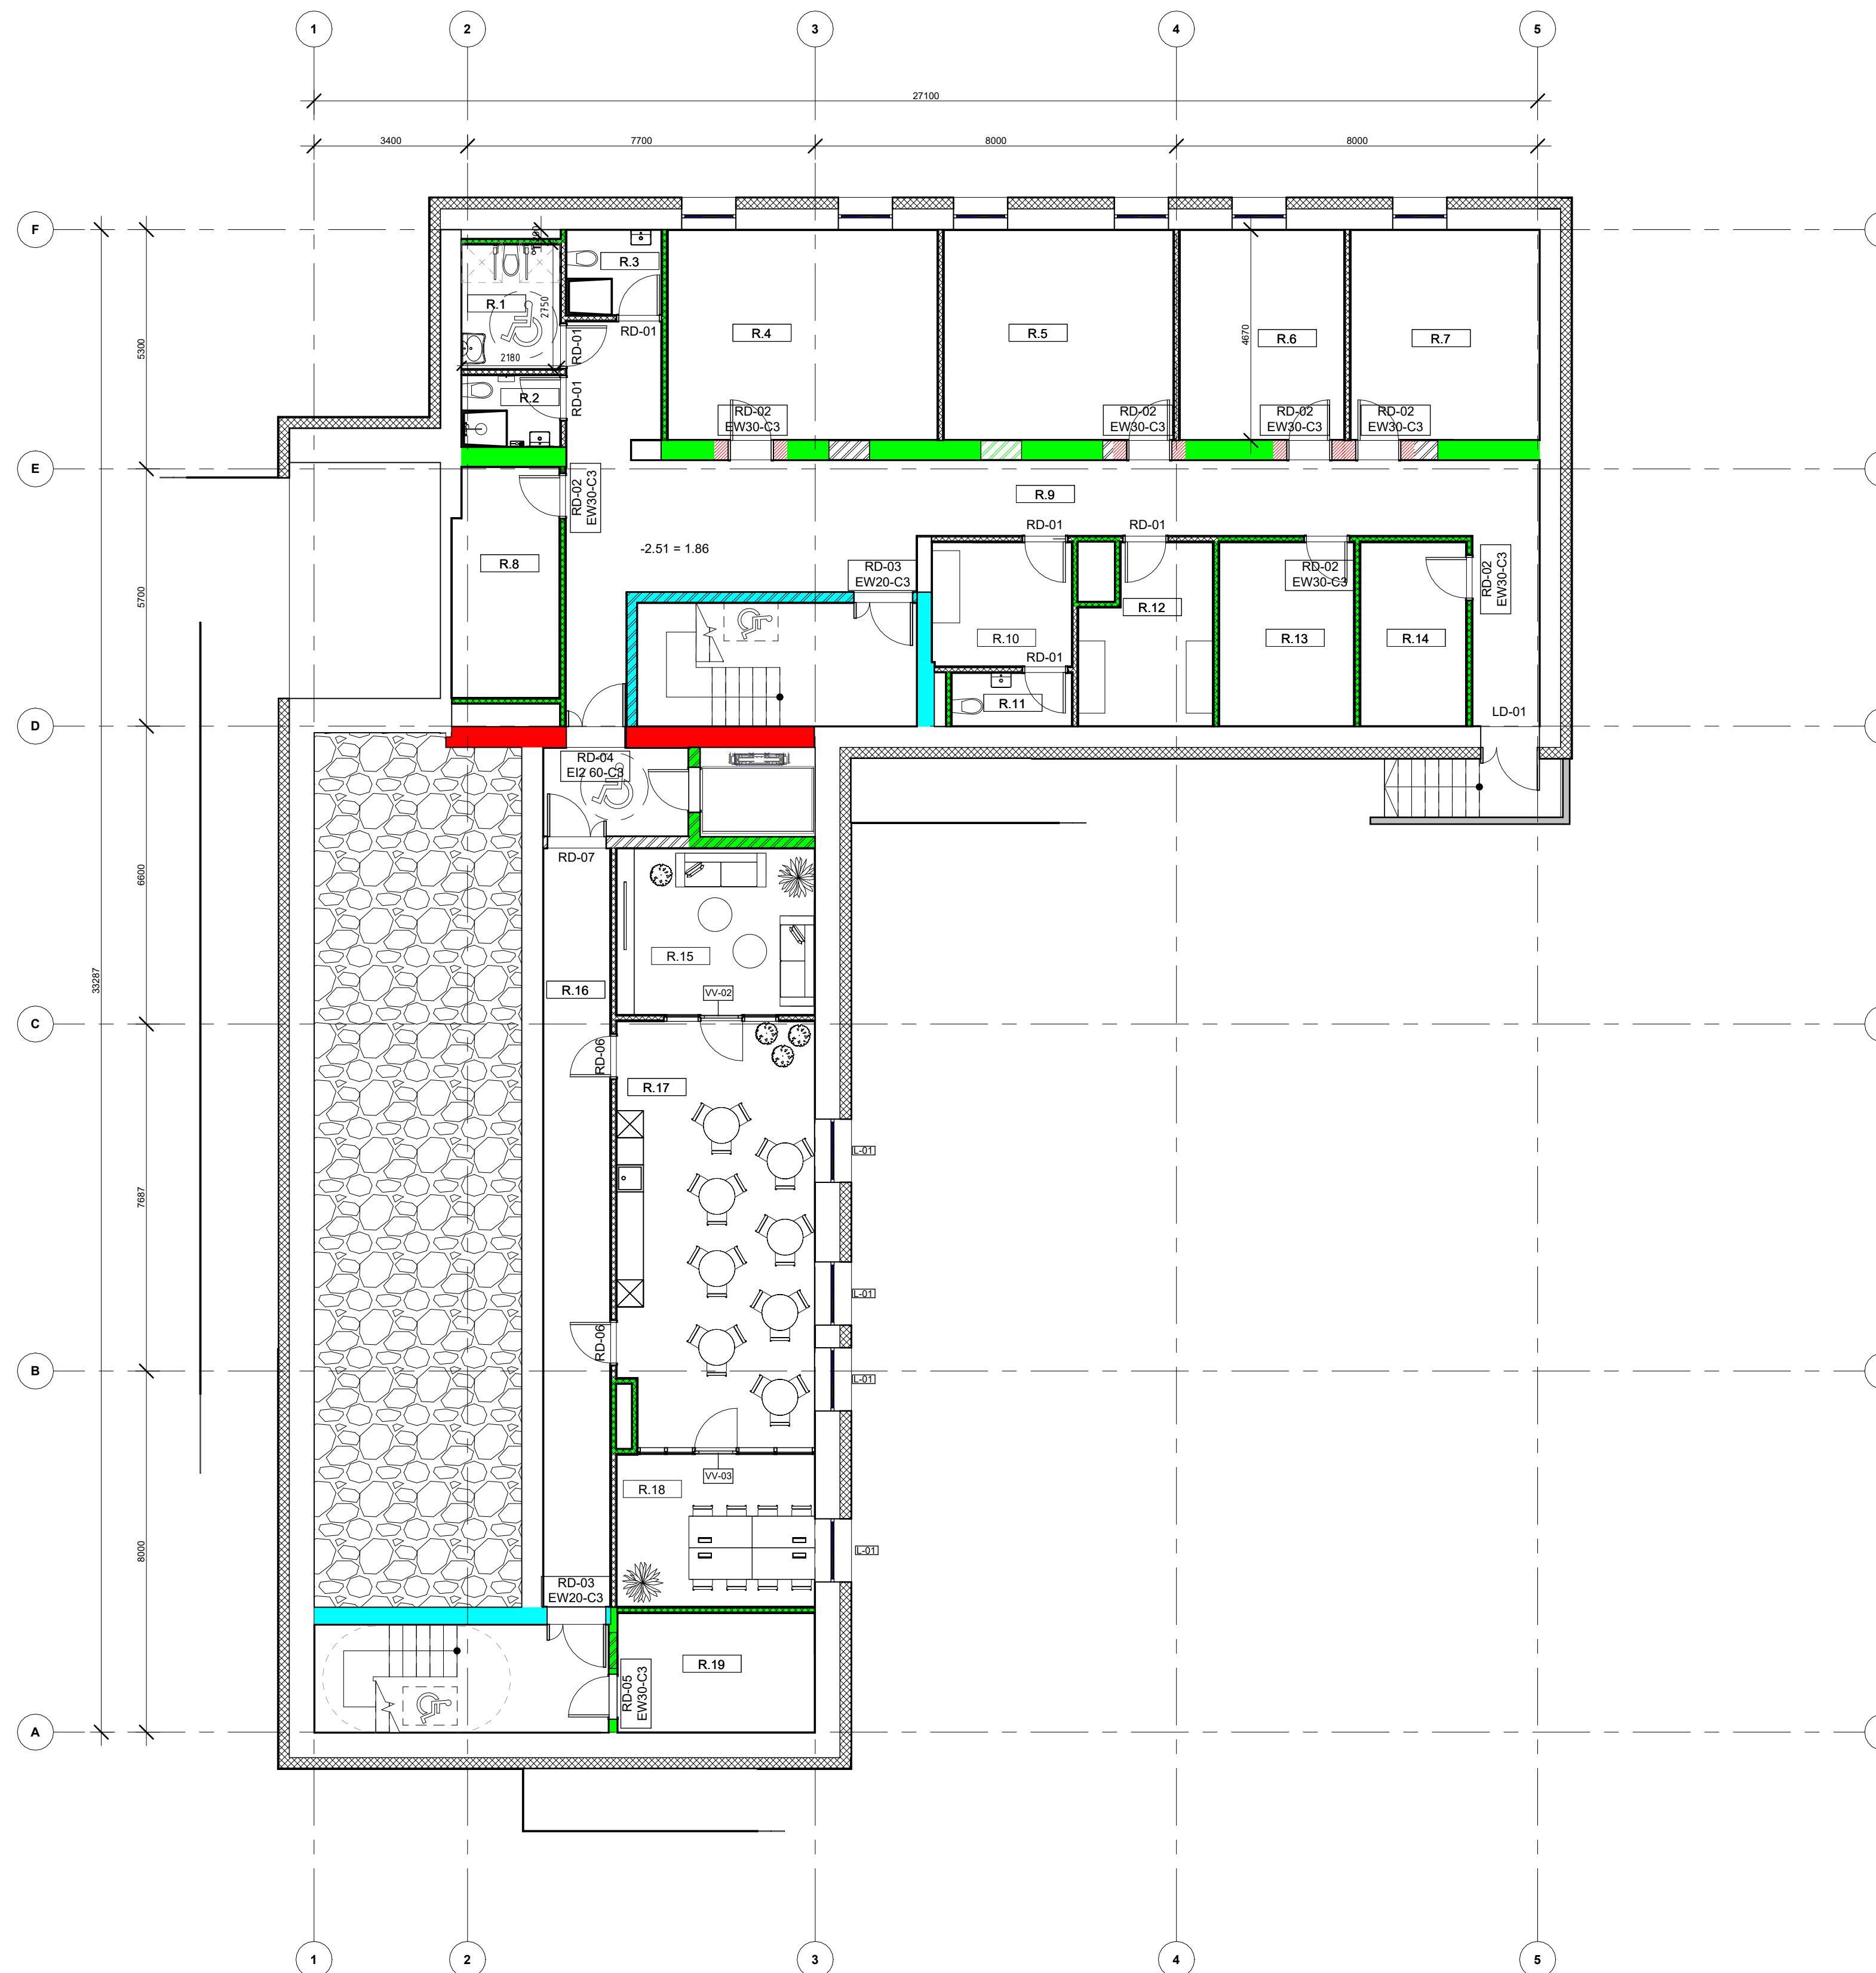 1 2 3 4 5
27100
3400 7700 8000 8000
F
R.3
R.1
2750
RD-01
RD-01
2180
R.4 R.5 R.6 R.7
4670
5300
R.2
RD-01
RD-02
EW30-C3
RD-02
EW30-C3
RD-02
EW30-C3
RD-02
EW30-C3
E
RD-02
EW30-C3
R.9
RD-01 RD-01
-2.51 = 1.86
R.8
RD-03
EW20-C3
RD-02
EW30-C3
RD-02
EW30-C3
5700
R.12
R.10 R.13 R.14
RD-01
R.11
LD-01
D
RD-04
EI2 60-C3
RD-07
6600
R.15
33287
R.16
VV-02
C
RD-06
R.17
L-01
7687
L-01
RD-06
B
L-01
VV-03
R.18
8000
L-01
RD-03
EW20-C3
R.19
RD-05
EW30-C3
A
1 2 3 4 5